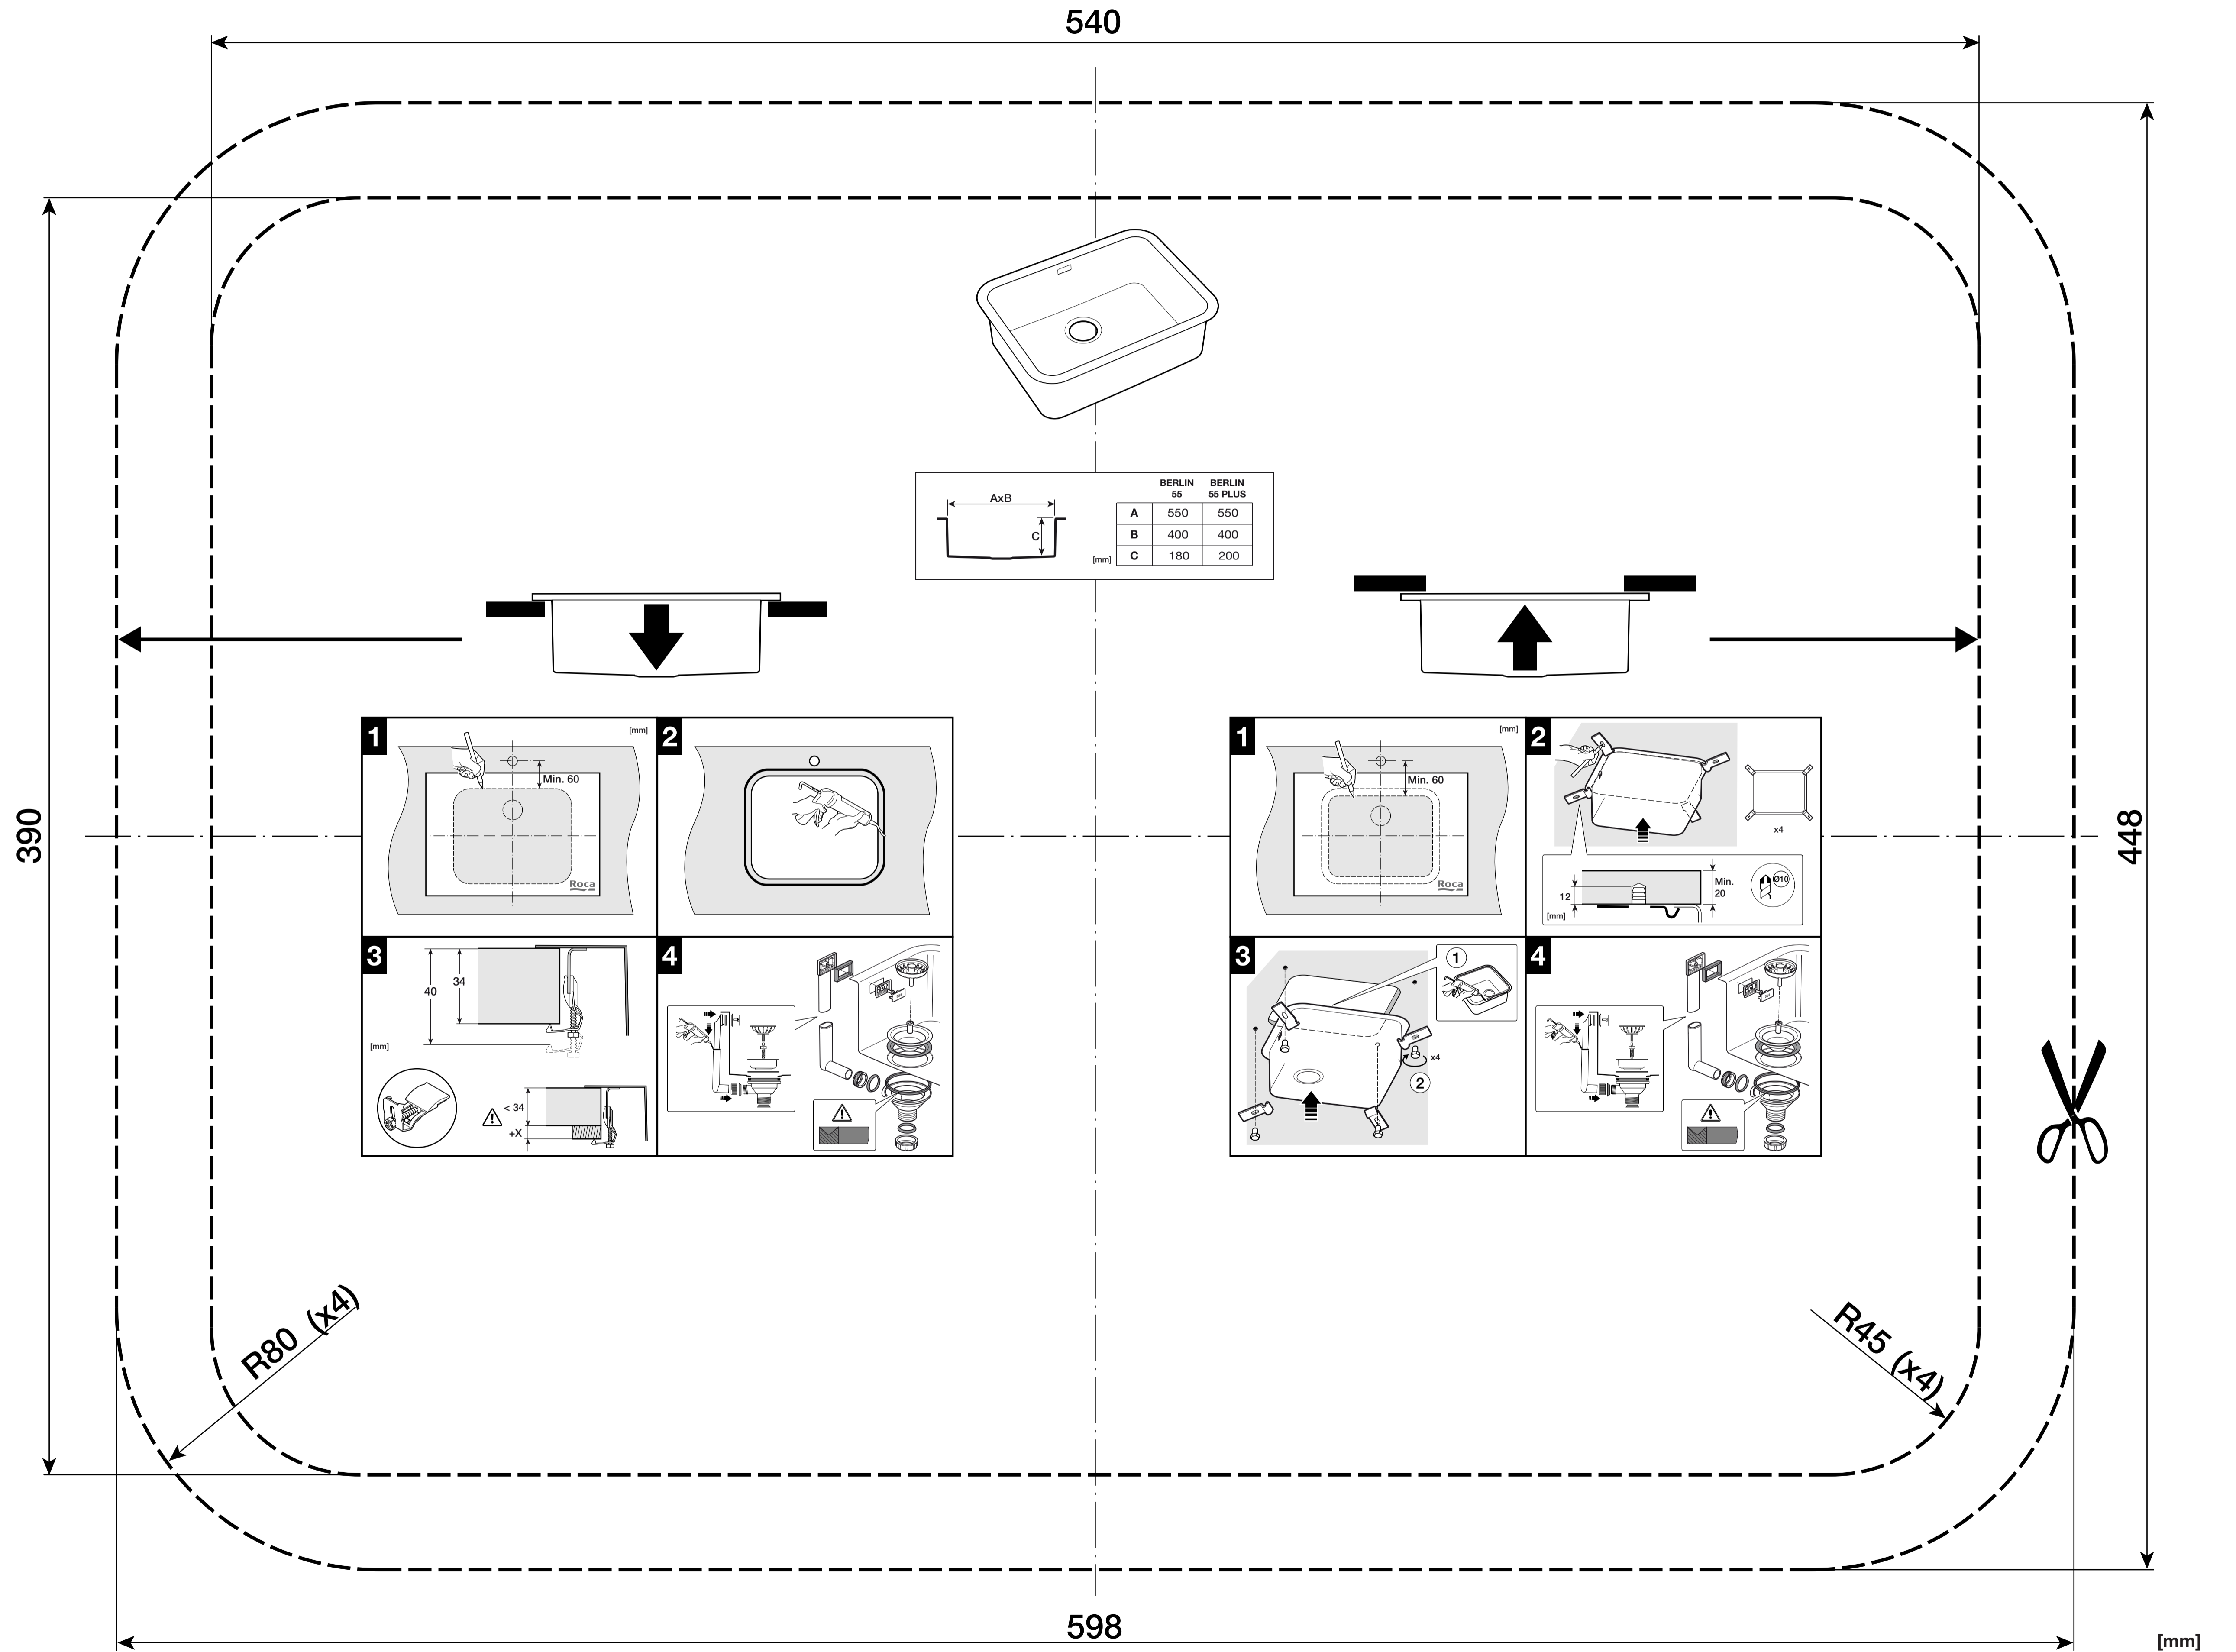 540
390
448
BERLIN 55
BERLIN 55 PLUS
AxB
C
[mm]
A 550 550
B 400 400
C 180 200
1
[mm]
Min. 60
Roca
2
3
40
34
[mm]
< 34
+X
4
1
[mm]
Min. 60
Roca
2
x4
12
[mm]
Min. 20
Ø10
3
1
x4
2
4
R80 (x4)
R45 (x4)
598
[mm]